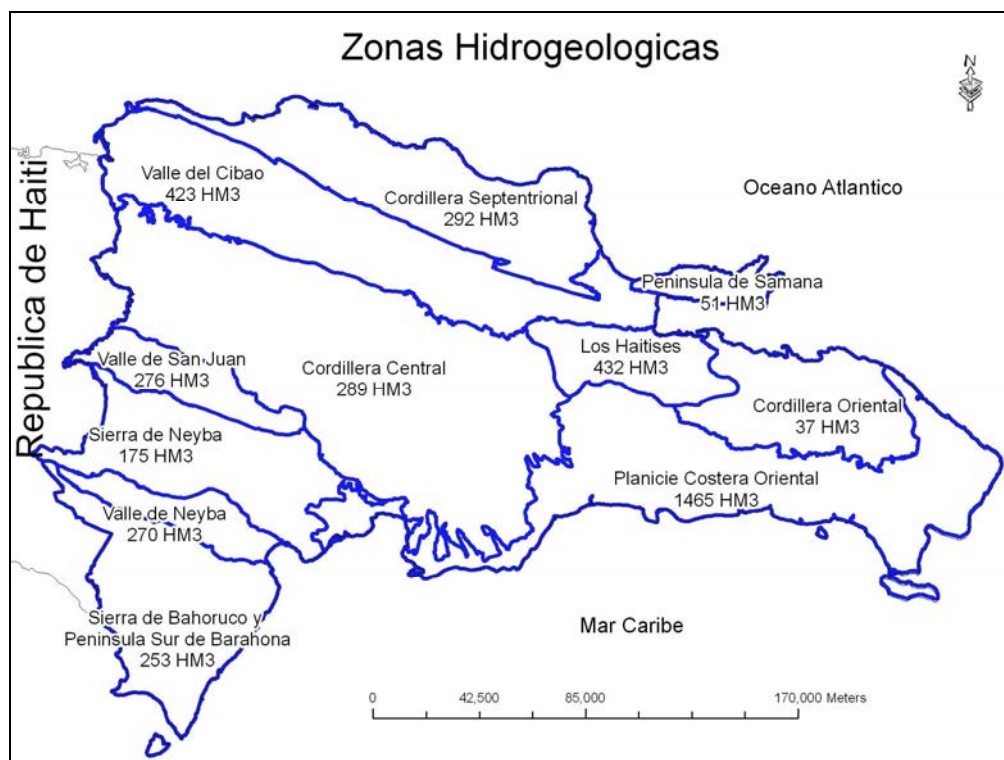 Zonas Hidrogeologicas
N
Republica de Haiti
Valle del Cibao
423 HM3
Cordillera Septentrional
292 HM3
Oceano Atlantico
Peninsula de Samana
51 HM3
Valle de San Juan
276 HM3
Cordillera Central
289 HM3
Los Haitises
432 HM3
Cordillera Oriental
37 HM3
Sierra de Neyba
175 HM3
Planicie Costera Oriental
1465 HM3
Valle de Neyba
270 HM3
Sierra de Bahoruco y
Peninsula Sur de Barahona
253 HM3
Mar Caribe
0 42,500 85,000 170,000 Meters